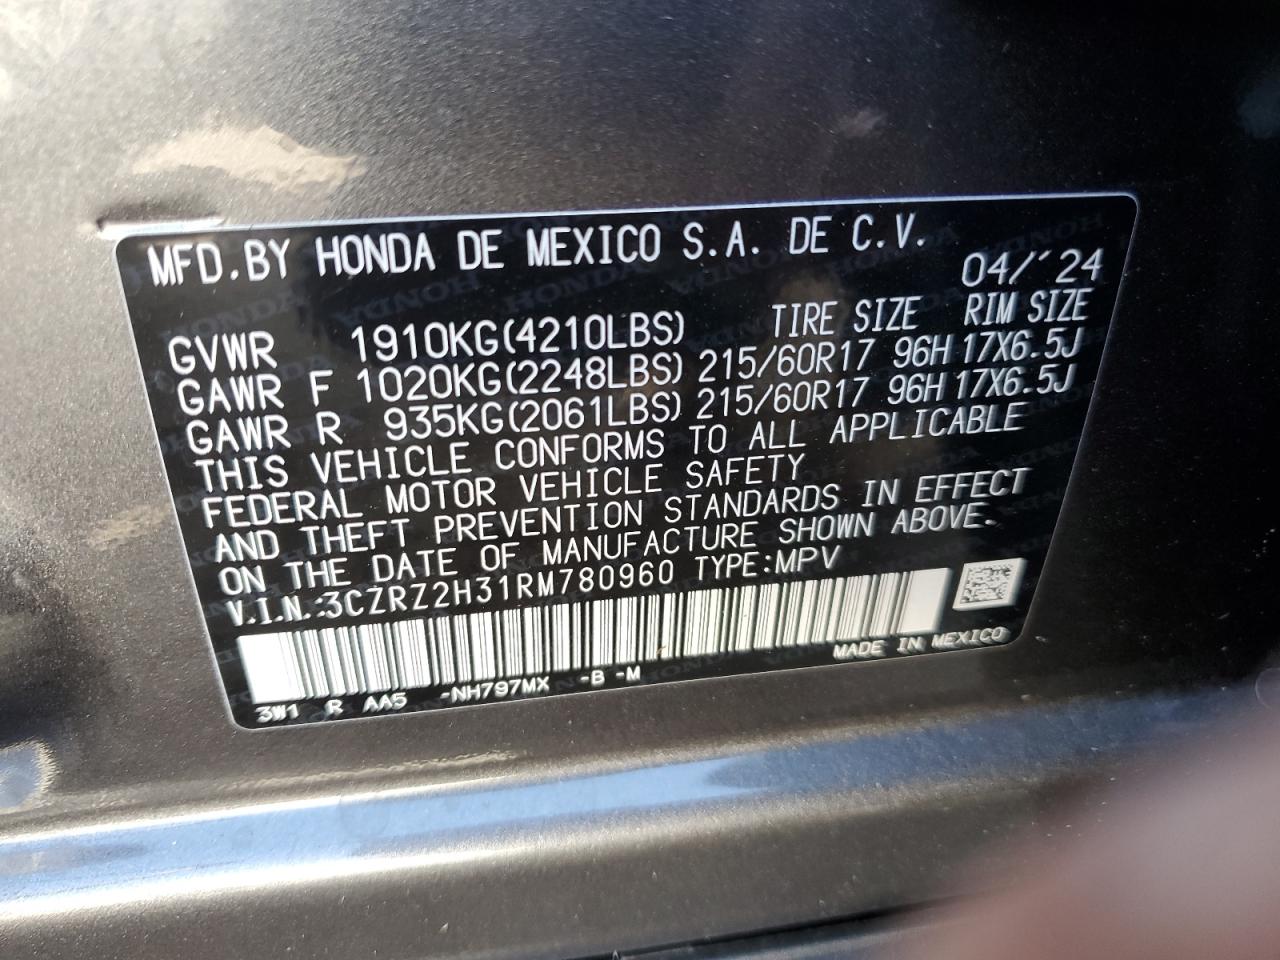 MFD.BY HONDA DE MEXICO S.A. DE C.V.
04/'24
TIRE SIZE RIM SIZE
GVWR 1910KG(4210LBS)
GAWR F 1020KG(2248LBS) 215/60R17 96H 17X6.5J
GAWR R 935KG(2061LBS) 215/60R17 96H 17X6.5J
THIS VEHICLE CONFORMS TO ALL APPLICABLE
FEDERAL MOTOR VEHICLE SAFETY
AND THEFT PREVENTION STANDARDS IN EFFECT
ON THE DATE OF MANUFACTURE SHOWN ABOVE.
V.I.N.:3CZRZ2H31RM780960 TYPE:MPV
MADE IN MEXICO
3W1 R AA5 -NH797MX -B -M